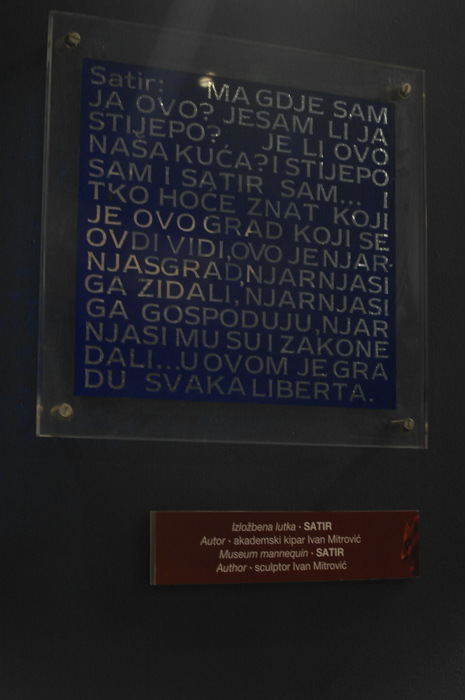 Satir: MA GDJE SAM
JA OVO? JESAM LI JA
STIJEPO? JE LI OVO
NAŠA KUĆA? I STIJEPO
SAM I SATIR SAM... I
TKO HOĆE ZNAT KOJI
JE OVO GRAD KOJI SE
OVDI VIDI, OVO JE NJAR-
NJASGRAD, NJARNJASI
GA ZIDALI, NJARNJASI
GA GOSPODUJU, NJAR
NJASI MU SU I ZAKONE
DALI...U OVOM JE GRA
DU SVAKA LIBERTA.
Izložbena lutka · SATIR
Autor · akademski kipar Ivan Mitrović
Museum mannequin · SATIR
Author · sculptor Ivan Mitrović